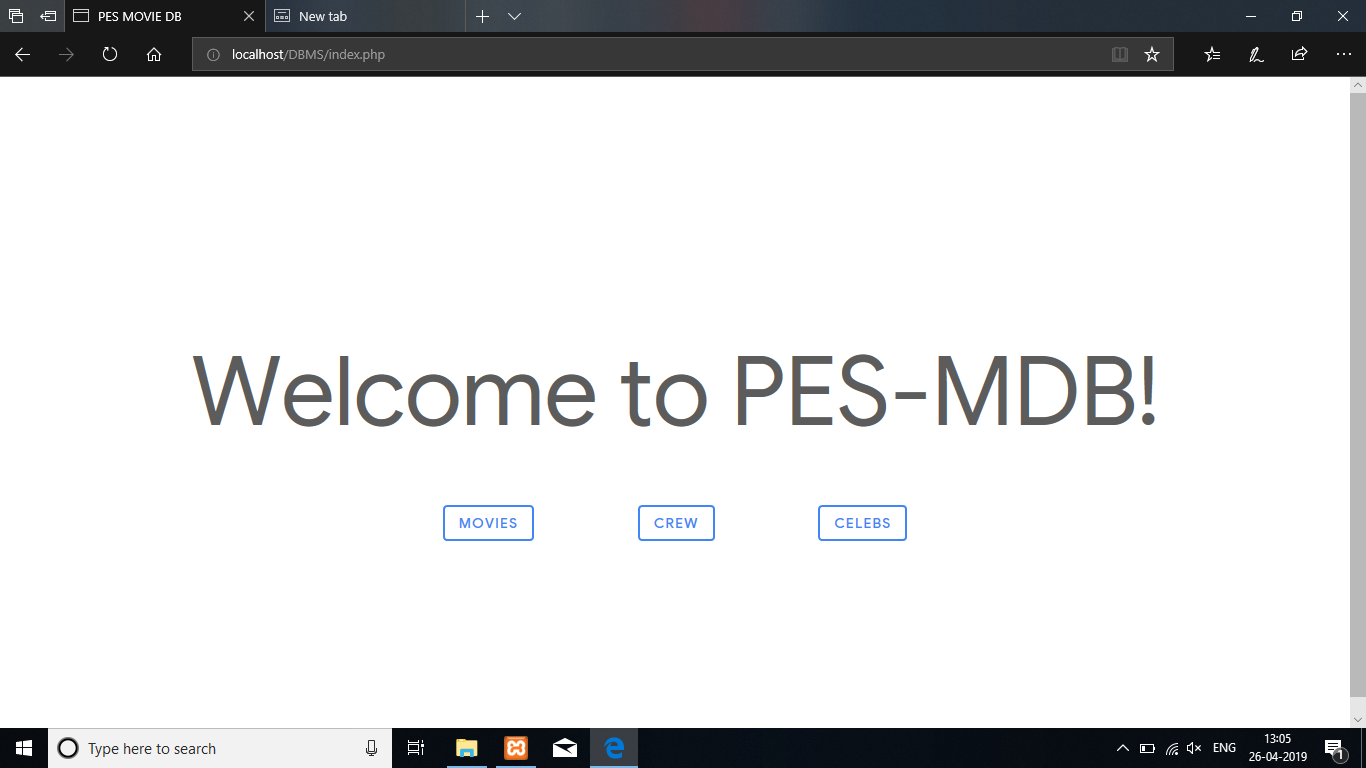 PES MOVIE DB
New tab
localhost/DBMS/index.php
Welcome to PES-MDB!
MOVIES
CREW
CELEBS
Type here to search
ENG
13:05
26-04-2019
1